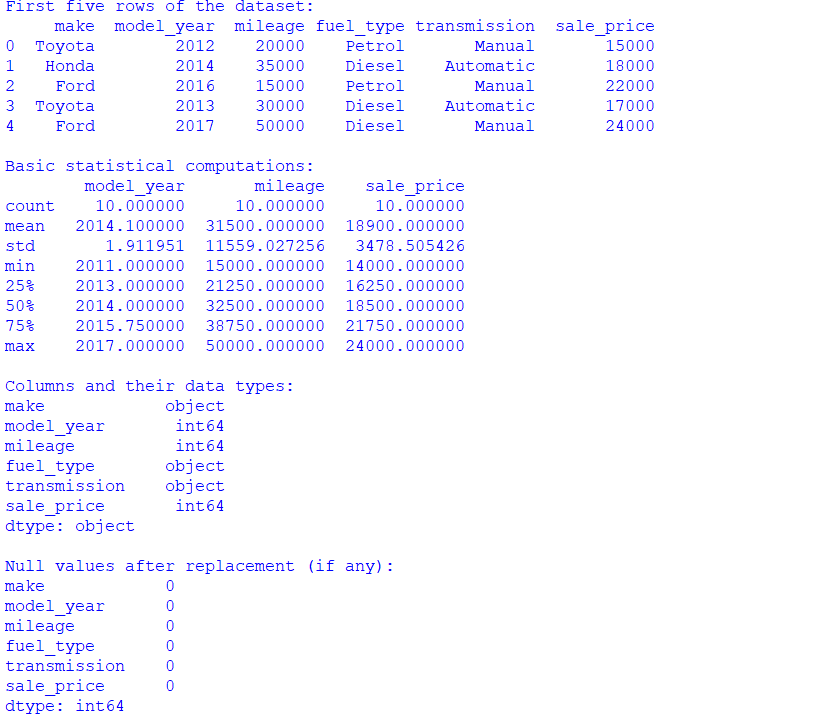 First five rows of the dataset:
     make  model_year  mileage fuel_type transmission  sale_price
0  Toyota        2012    20000    Petrol       Manual       15000
1   Honda        2014    35000    Diesel    Automatic       18000
2    Ford        2016    15000    Petrol       Manual       22000
3  Toyota        2013    30000    Diesel    Automatic       17000
4    Ford        2017    50000    Diesel       Manual       24000
Basic statistical computations:
        model_year       mileage    sale_price
count    10.000000     10.000000     10.000000
mean   2014.100000  31500.000000  18900.000000
std       1.911951  11559.027256   3478.505426
min    2011.000000  15000.000000  14000.000000
25%    2013.000000  21250.000000  16250.000000
50%    2014.000000  32500.000000  18500.000000
75%    2015.750000  38750.000000  21750.000000
max    2017.000000  50000.000000  24000.000000
Columns and their data types:
make            object
model_year       int64
mileage          int64
fuel_type       object
transmission    object
sale_price       int64
dtype: object
Null values after replacement (if any):
make            0
model_year      0
mileage         0
fuel_type       0
transmission    0
sale_price      0
dtype: int64